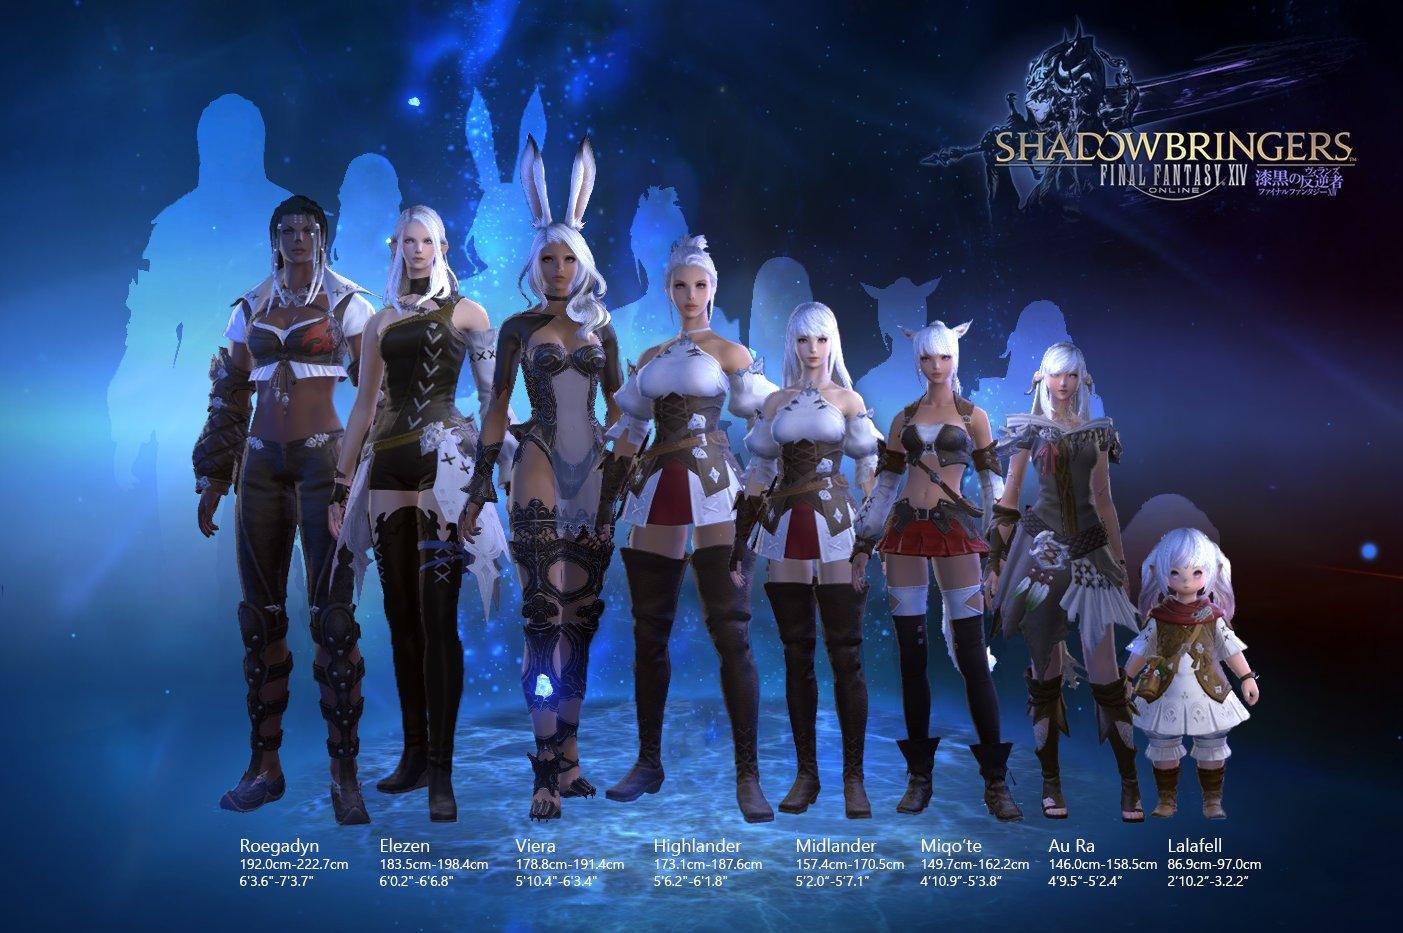 SHADOWBRINGERS™
FINAL FANTASY XIV
ONLINE
漆黒の反逆者
ヴィランズ
ファイナルファンタジーXIV
Roegadyn
192.0cm-222.7cm
6'3.6"-7'3.7"
Elezen
183.5cm-198.4cm
6'0.2"-6'6.8"
Viera
178.8cm-191.4cm
5'10.4"-6'3.4"
Highlander
173.1cm-187.6cm
5'6.2"-6'1.8"
Midlander
157.4cm-170.5cm
5'2.0"-5'7.1"
Miqo'te
149.7cm-162.2cm
4'10.9"-5'3.8"
Au Ra
146.0cm-158.5cm
4'9.5"-5'2.4"
Lalafell
86.9cm-97.0cm
2'10.2"-3.2.2"